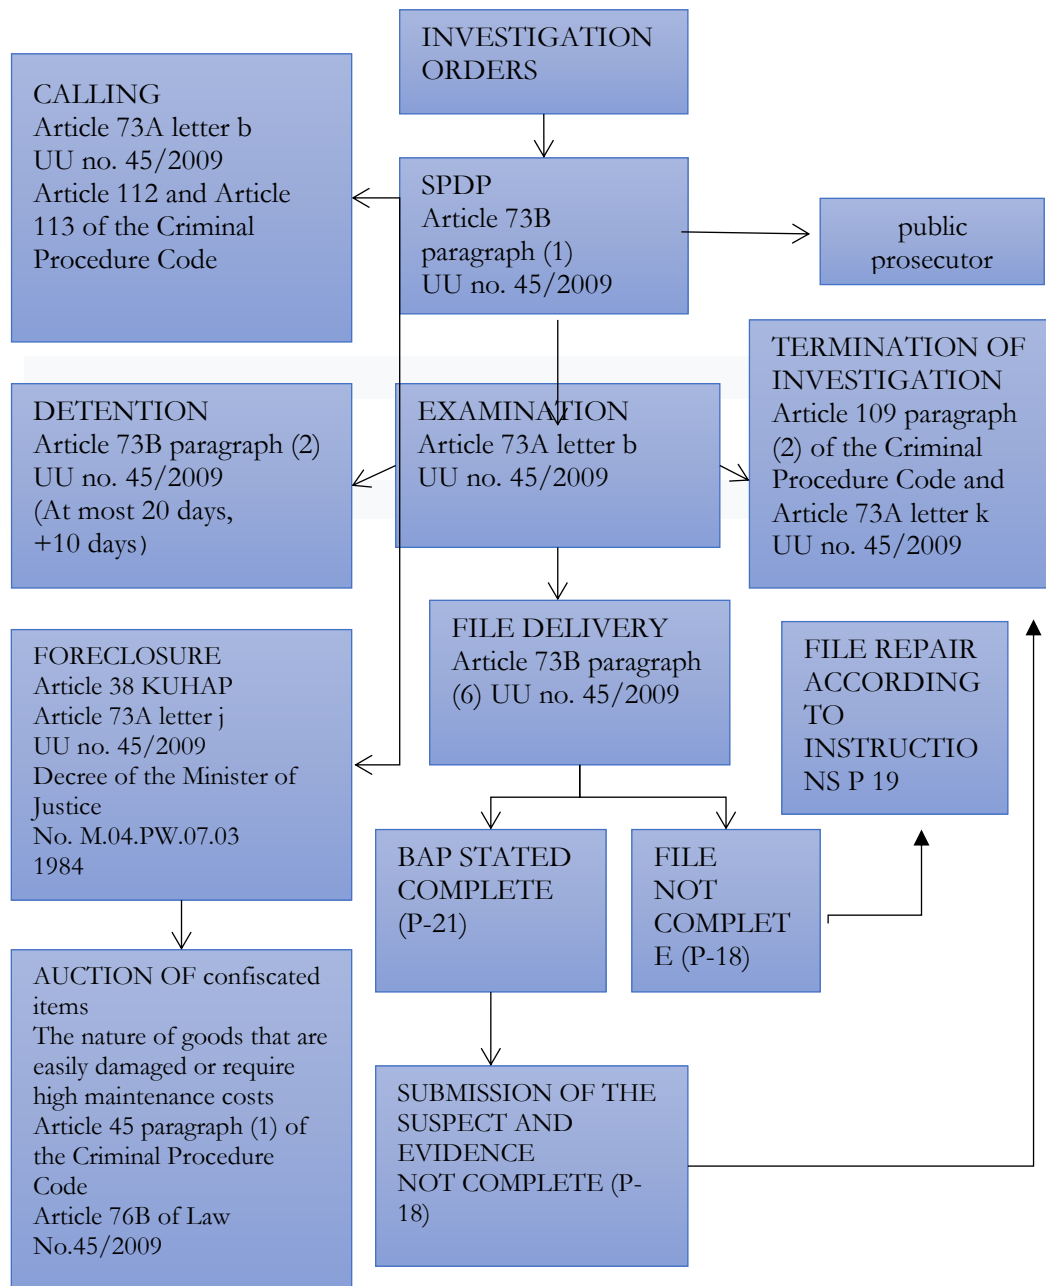 INVESTIGATION
ORDERS
CALLING
Article 73A letter b
UU no. 45/2009
Article 112 and Article
113 of the Criminal
Procedure Code
SPDP
Article 73B
paragraph (1)
UU no. 45/2009
public
prosecutor
DETENTION
Article 73B paragraph (2)
UU no. 45/2009
(At most 20 days,
+10 days)
EXAMINATION
Article 73A letter b
UU no. 45/2009
TERMINATION OF
INVESTIGATION
Article 109 paragraph
(2) of the Criminal
Procedure Code and
Article 73A letter k
UU no. 45/2009
FORECLOSURE
Article 38 KUHAP
Article 73A letter j
UU no. 45/2009
Decree of the Minister of
Justice
No. M.04.PW.07.03
1984
FILE DELIVERY
Article 73B paragraph
(6) UU no. 45/2009
FILE REPAIR
ACCORDING
TO
INSTRUCTIO
NS P 19
BAP STATED
COMPLETE
(P-21)
FILE
NOT
COMPLET
E (P-18)
AUCTION OF confiscated
items
The nature of goods that are
easily damaged or require
high maintenance costs
Article 45 paragraph (1) of
the Criminal Procedure
Code
Article 76B of Law
No.45/2009
SUBMISSION OF THE
SUSPECT AND
EVIDENCE
NOT COMPLETE (P-
18)